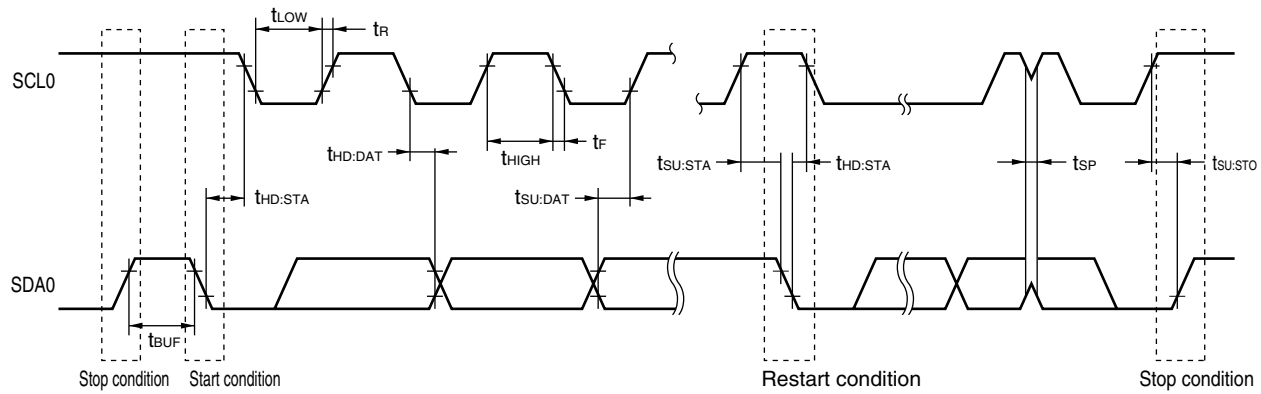 tLOW
tR
SCL0
tHD:DAT
tHIGH
tF
tSU:STA
tHD:STA
tSP
tSU:STO
tHD:STA
tSU:DAT
SDA0
tBUF
Stop condition
Start condition
Restart condition
Stop condition